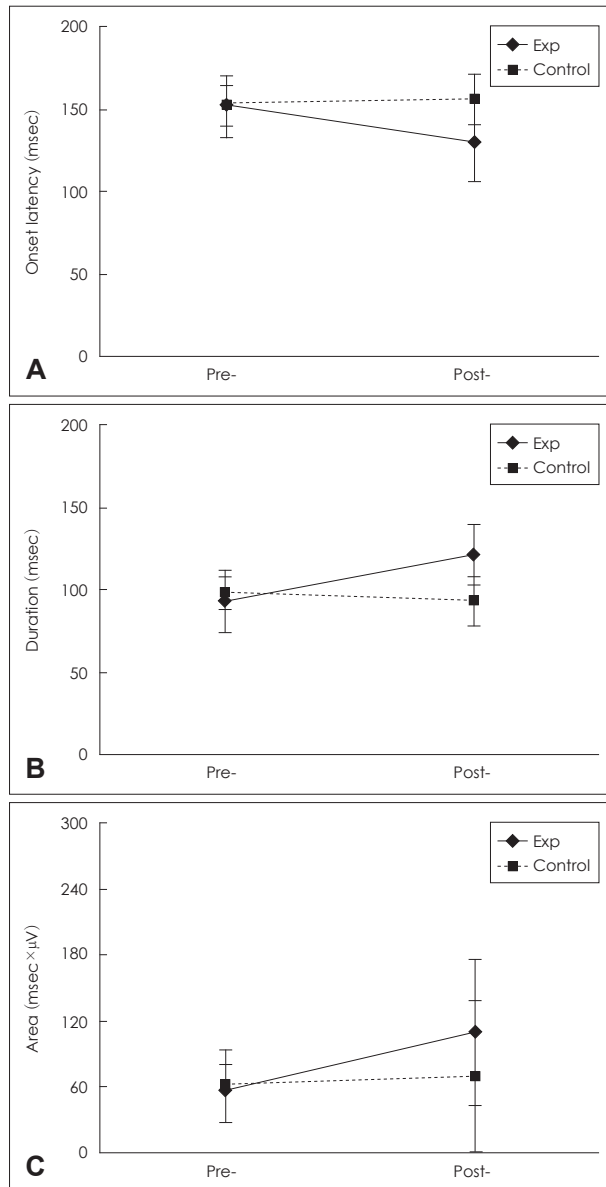 200
150
100
50
0
Onset latency (msec)
Exp
Control
Pre-
Post-
A
200
150
100
50
0
Duration (msec)
Exp
Control
Pre-
Post-
B
300
240
180
120
60
0
Area (msec×μV)
Exp
Control
Pre-
Post-
C